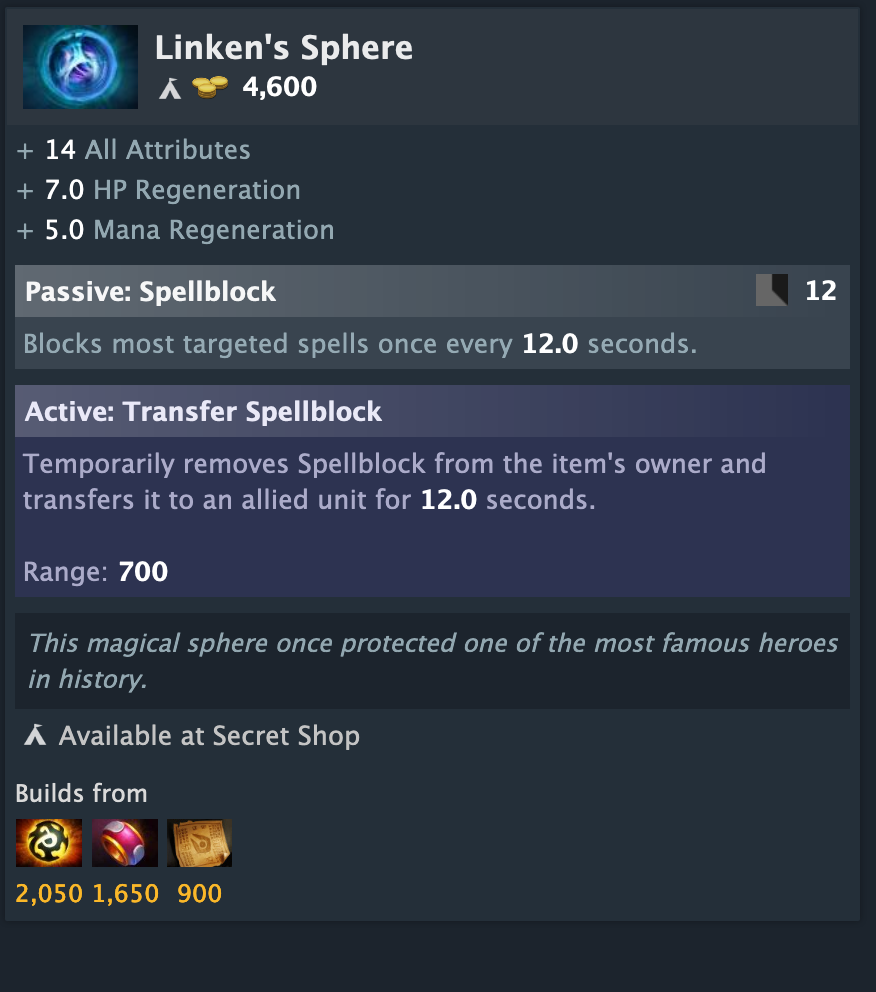 Linken's Sphere
4,600
+ 14 All Attributes
+ 7.0 HP Regeneration
+ 5.0 Mana Regeneration
Passive: Spellblock 12
Blocks most targeted spells once every 12.0 seconds.
Active: Transfer Spellblock
Temporarily removes Spellblock from the item's owner and
transfers it to an allied unit for 12.0 seconds.
Range: 700
This magical sphere once protected one of the most famous heroes
in history.
Available at Secret Shop
Builds from
2,050 1,650 900